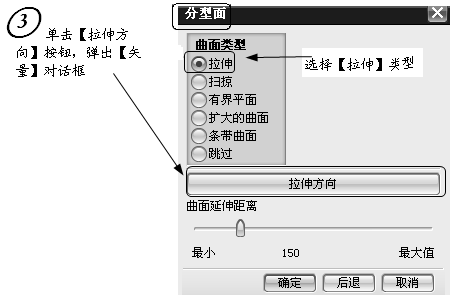 3
单击【拉伸方
向】按钮，弹出【矢
量】对话框
分型面
曲面类型
拉伸
选择【拉伸】类型
扫掠
有界平面
扩大的曲面
条带曲面
跳过
拉伸方向
曲面延伸距离
最小 150 最大值
确定 后退 取消